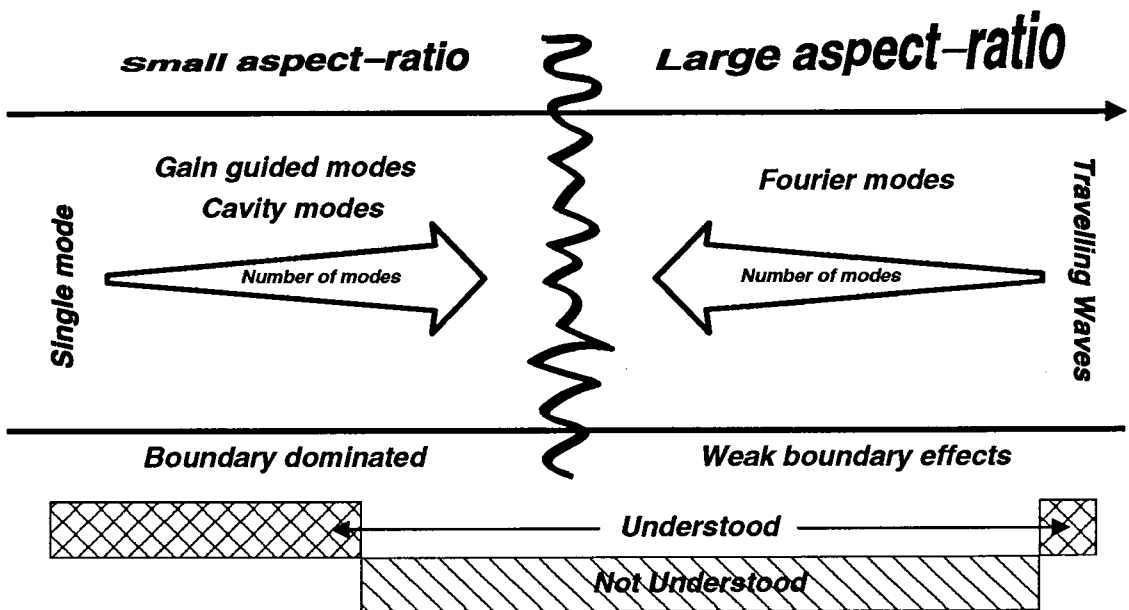 Small aspect–ratio
Large aspect–ratio
Gain guided modes
Cavity modes
Fourier modes
Single mode
Number of modes
Number of modes
Travelling Waves
Boundary dominated
Weak boundary effects
Understood
Not Understood